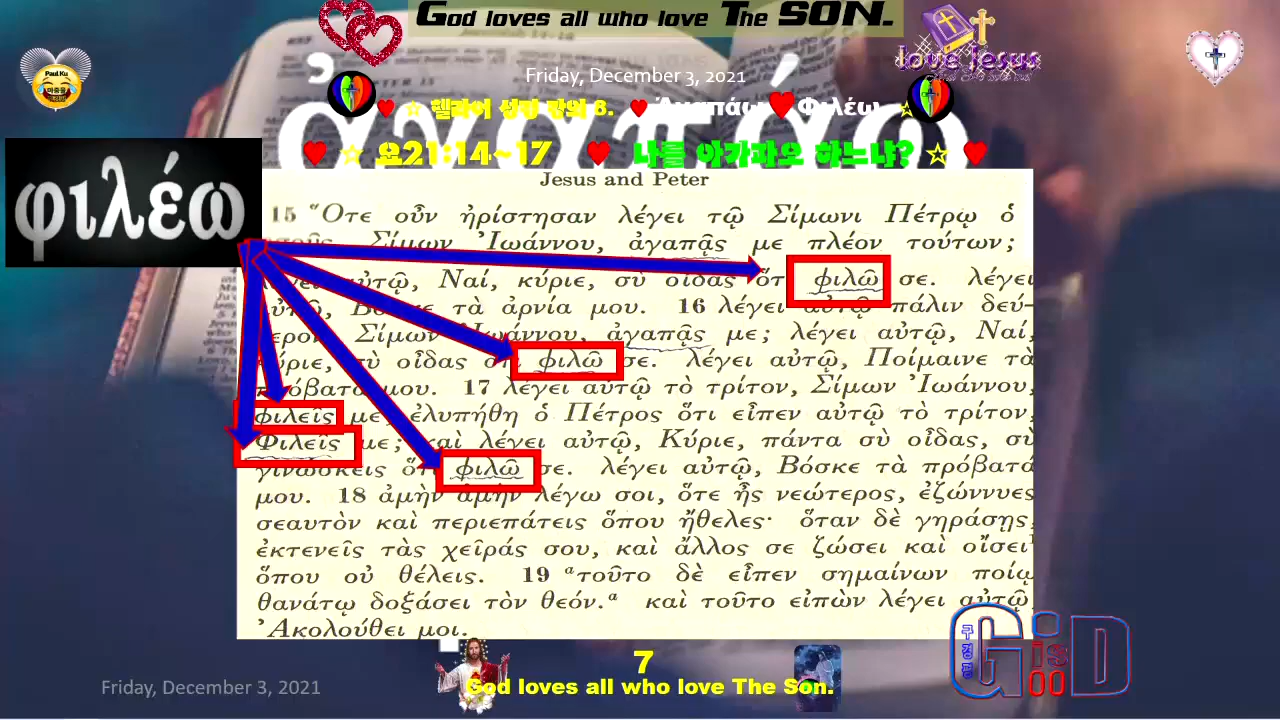 God loves all who love The SON.
Paul.Ku
love Jesus
Friday, December 3, 2021
ἀγαπάω
☆ 헬라어 성경 강의 8. Ἀγαπάω Φιλέω ☆
☆ 요21:14~17 나를 아가파오 하느냐? ☆
φιλέω
Jesus and Peter
15 Ὅτε οὖν ἠρίστησαν λέγει τῷ Σίμωνι Πέτρῳ ὁ
Σίμων Ἰωάννου, ἀγαπᾷς με πλέον τούτων;
αὐτῷ, Ναί, κύριε, σὺ οἶδας ὅτι φιλῶ σε. λέγει
αὐτῷ, Βόσκε τὰ ἀρνία μου. 16 λέγει αὐτῷ πάλιν δεύ-
τερον, Σίμων Ἰωάννου, ἀγαπᾷς με; λέγει αὐτῷ, Ναί,
κύριε, σὺ οἶδας ὅτι φιλῶ σε. λέγει αὐτῷ, Ποίμαινε τὰ
πρόβατά μου. 17 λέγει αὐτῷ τὸ τρίτον, Σίμων Ἰωάννου,
φιλεῖς με; ἐλυπήθη ὁ Πέτρος ὅτι εἶπεν αὐτῷ τὸ τρίτον,
Φιλεῖς με; καὶ λέγει αὐτῷ, Κύριε, πάντα σὺ οἶδας, σὺ
γινώσκεις ὅτι φιλῶ σε. λέγει αὐτῷ, Βόσκε τὰ πρόβατά
μου. 18 ἀμὴν ἀμὴν λέγω σοι, ὅτε ἦς νεώτερος, ἐζώννυες
σεαυτὸν καὶ περιεπάτεις ὅπου ἤθελες· ὅταν δὲ γηράσῃς,
ἐκτενεῖς τὰς χεῖράς σου, καὶ ἄλλος σε ζώσει καὶ οἴσει
ὅπου οὐ θέλεις. 19 ᵃτοῦτο δὲ εἶπεν σημαίνων ποίῳ
θανάτῳ δοξάσει τὸν θεόν.ᵃ καὶ τοῦτο εἰπὼν λέγει αὐτῷ,
Ἀκολούθει μοι.
7
God loves all who love The Son.
Friday, December 3, 2021
GisD